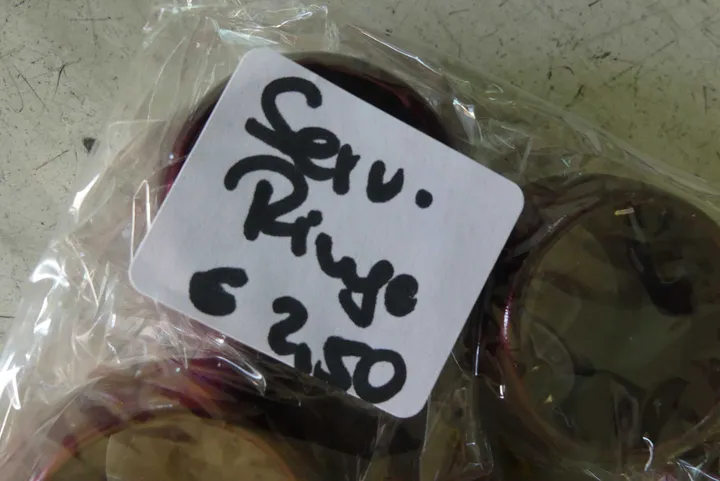 Serv.
Ringe
€ 2,50